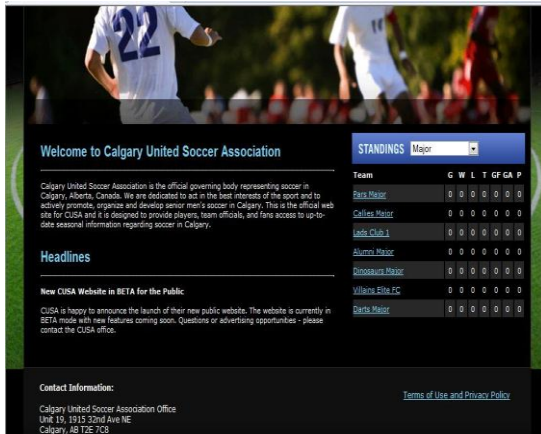 22
11
Welcome to Calgary United Soccer Association
Calgary United Soccer Association is the official governing body representing soccer in
Calgary, Alberta, Canada. We are dedicated to act in the best interests of the sport and to
actively promote, organize and develop senior men's soccer in Calgary. This is the official web
site for CUSA and it is designed to provide players, team officials, and fans access to up-to-
date seasonal information regarding soccer in Calgary.
Headlines
New CUSA Website in BETA for the Public
CUSA is happy to announce the launch of their new public website. The website is currently in
BETA mode with new features coming soon. Questions or advertising opportunities - please
contact the CUSA office.
STANDINGS Major
Team G W L T GF GA P
Pars Major 0 0 0 0 0 0 0
Callies Major 0 0 0 0 0 0 0
Lads Club 1 0 0 0 0 0 0 0
Alumni Major 0 0 0 0 0 0 0
Dinosaurs Major 0 0 0 0 0 0 0
Villains Elite FC 0 0 0 0 0 0 0
Darts Major 0 0 0 0 0 0 0
Contact Information:
Calgary United Soccer Association Office
Unit 19, 1915 32nd Ave NE
Calgary, AB T2E 7C8
Terms of Use and Privacy Policy